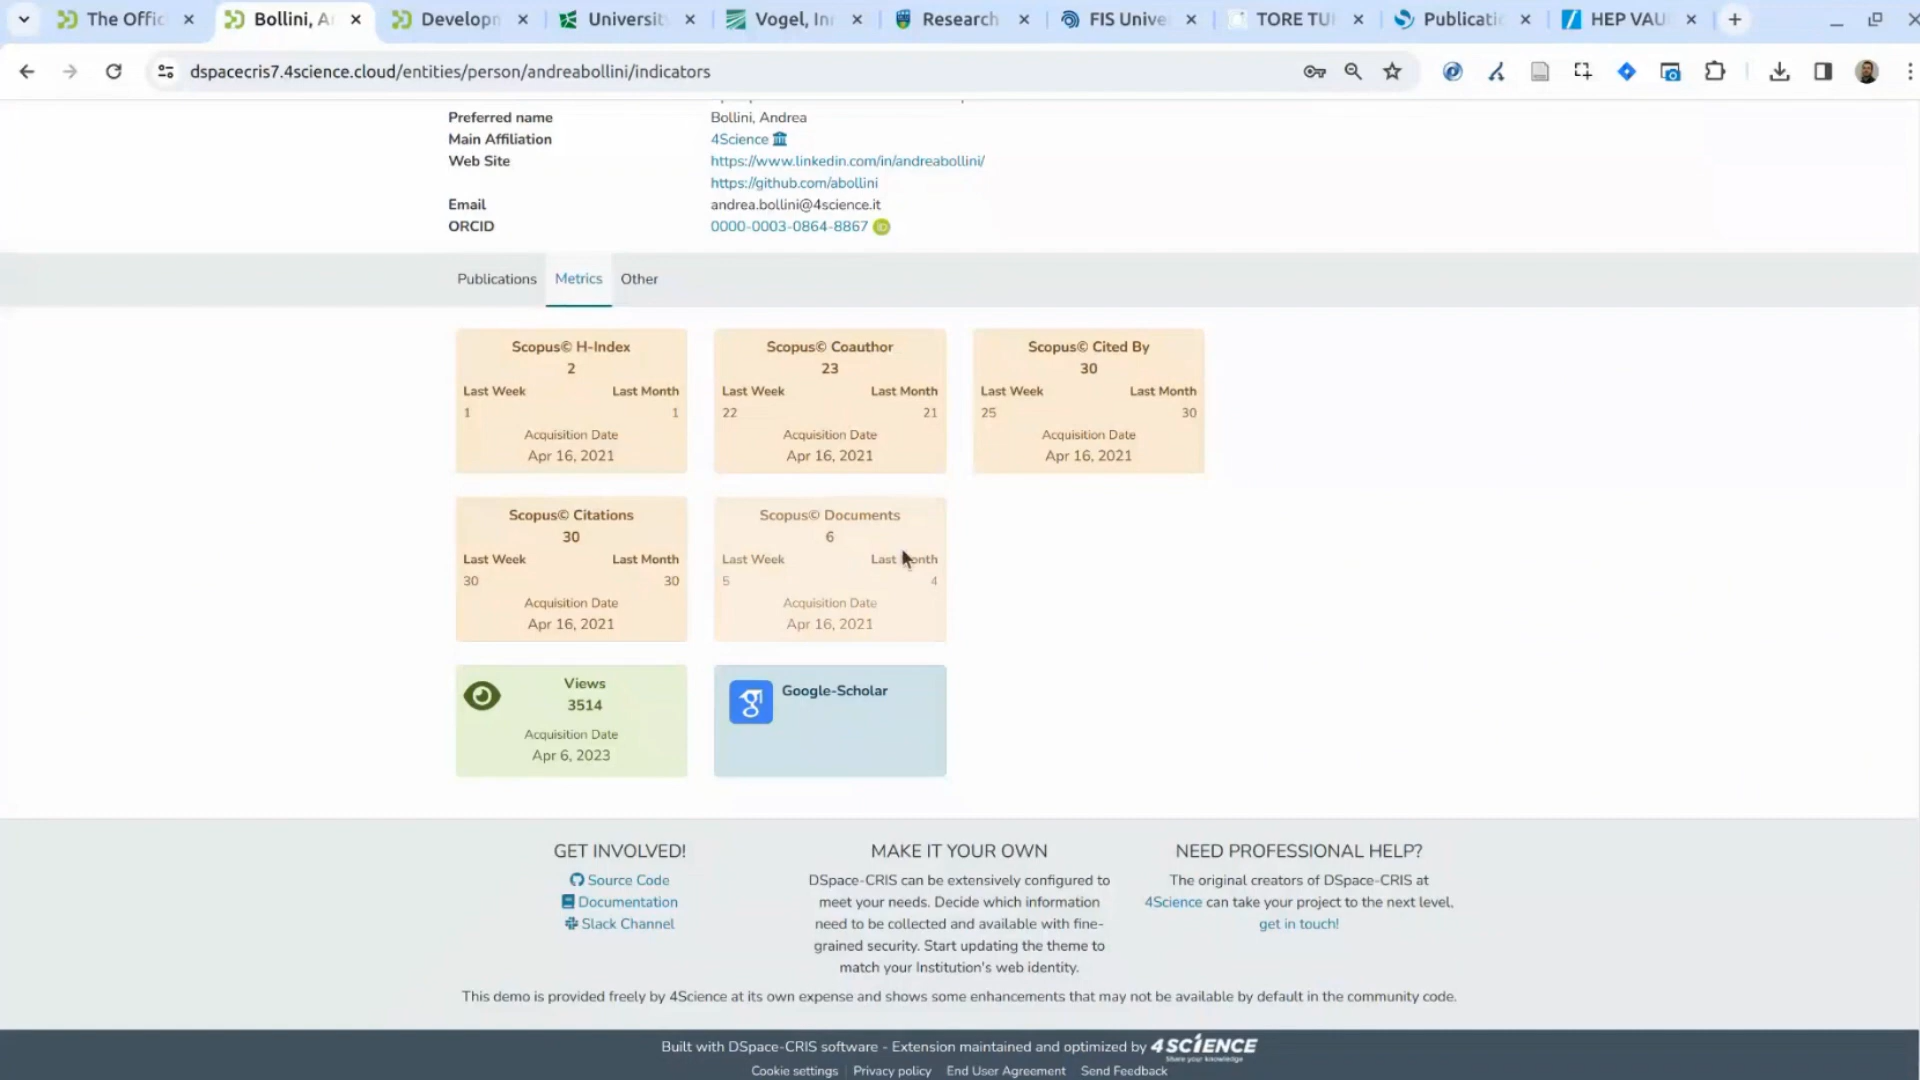 The Offic
Bollini, A
Developm
Universit
Vogel, Inr
Research
FIS Unive
TORE TU
Publicati
HEP VAU
dspacecris7.4science.cloud/entities/person/andreabollini/indicators
Preferred name Bollini, Andrea
Main Affiliation 4Science
Web Site https://www.linkedin.com/in/andreabollini/
https://github.com/abollini
Email andrea.bollini@4science.it
ORCID 0000-0003-0864-8867
Publications Metrics Other
Scopus© H-Index
2
Last Week Last Month
1 1
Acquisition Date
Apr 16, 2021
Scopus© Coauthor
23
Last Week Last Month
22 21
Acquisition Date
Apr 16, 2021
Scopus© Cited By
30
Last Week Last Month
25 30
Acquisition Date
Apr 16, 2021
Scopus© Citations
30
Last Week Last Month
30 30
Acquisition Date
Apr 16, 2021
Scopus© Documents
6
Last Week Last Month
5 4
Acquisition Date
Apr 16, 2021
Views
3514
Acquisition Date
Apr 6, 2023
Google-Scholar
GET INVOLVED!
Source Code
Documentation
Slack Channel
MAKE IT YOUR OWN
DSpace-CRIS can be extensively configured to
meet your needs. Decide which information
need to be collected and available with fine-
grained security. Start updating the theme to
match your Institution's web identity.
NEED PROFESSIONAL HELP?
The original creators of DSpace-CRIS at
4Science can take your project to the next level,
get in touch!
This demo is provided freely by 4Science at its own expense and shows some enhancements that may not be available by default in the community code.
Built with DSpace-CRIS software - Extension maintained and optimized by 4SCIENCE
Share your knowledge
Cookie settings Privacy policy End User Agreement Send Feedback